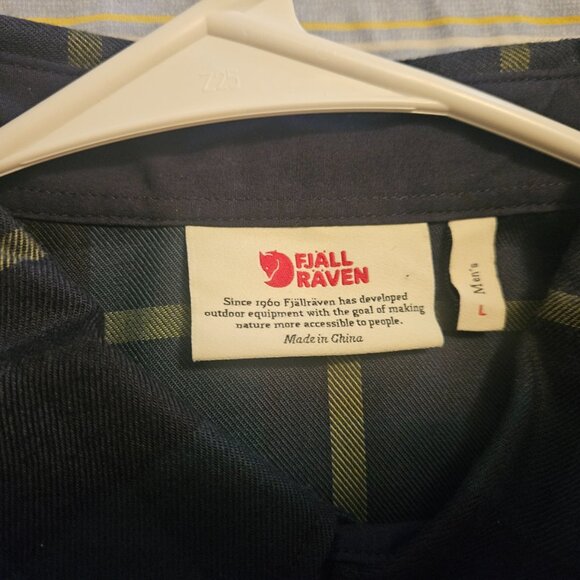 725
FJÄLL
RÄVEN
Since 1960 Fjällräven has developed
outdoor equipment with the goal of making
nature more accessible to people.
Made in China
Men's
L